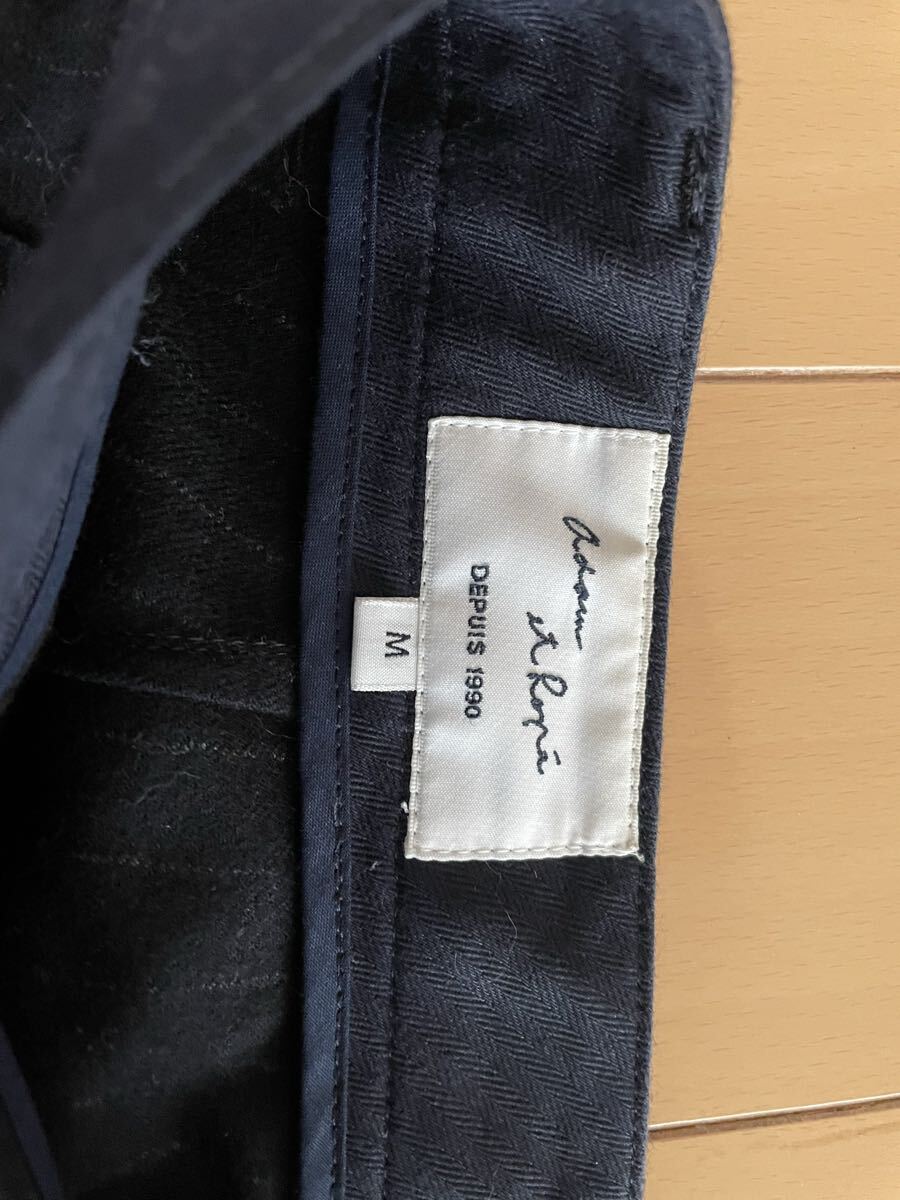 adam
et Ropé
DEPUIS 1990
M